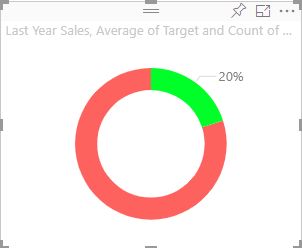 Last Year Sales, Average of Target and Count of ...
20%